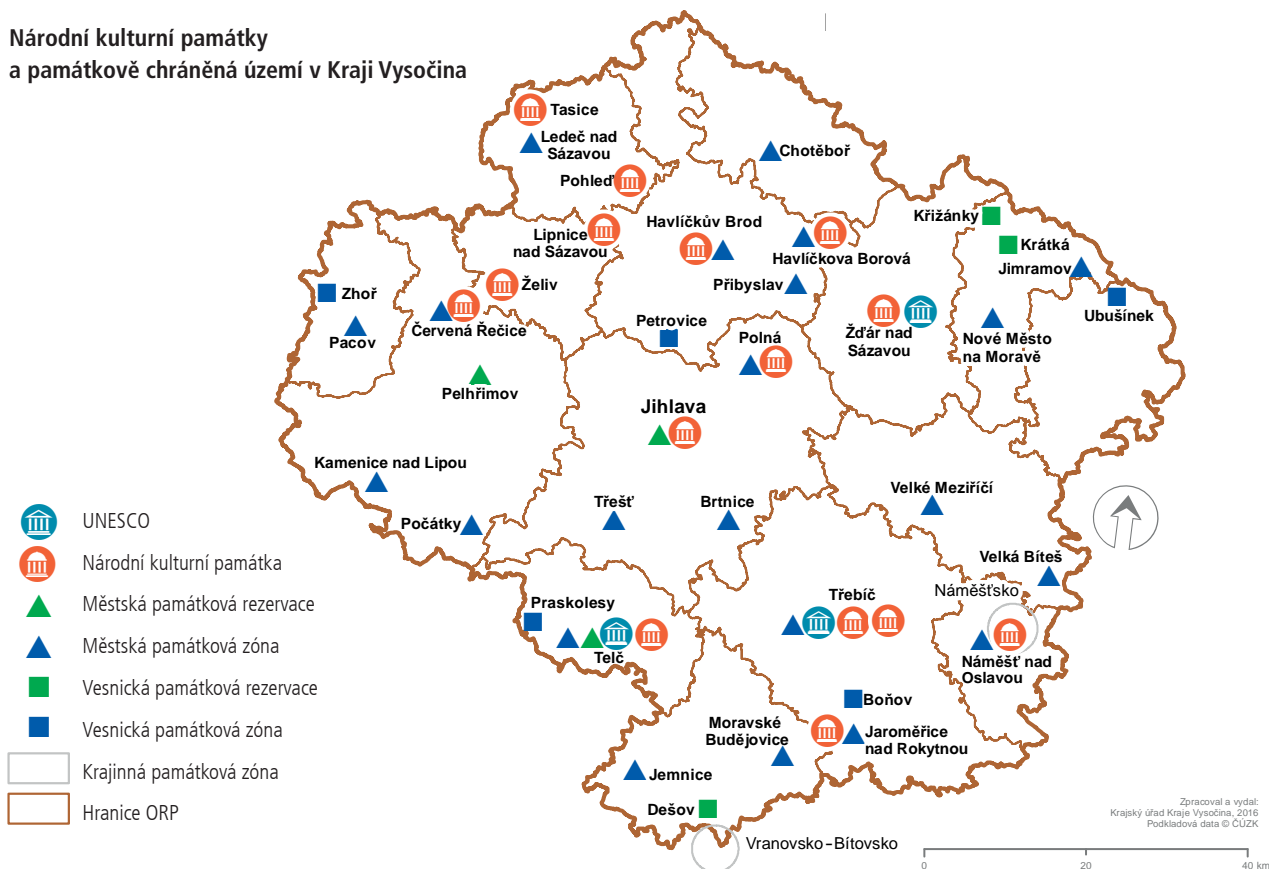 Národní kulturní památky
a památkově chráněná území v Kraji Vysočina
Tasice
Ledeč nad
Sázavou
Pohleď
Chotěboř
Lipnice
nad Sázavou
Havlíčkův Brod
Havlíčkova Borová
Přibyslav
Křižánky
Krátká
Jimramov
Ubušínek
Zhoř
Pacov
Želiv
Červená Řečice
Petrovice
Polná
Žďár nad
Sázavou
Nové Město
na Moravě
Pelhřimov
Jihlava
Kamenice nad Lipou
Počátky
Třešť
Brtnice
Velké Meziříčí
Velká Bíteš
Náměšťsko
Praskolesy
Telč
Třebíč
Náměšť nad
Oslavou
Boňov
Moravské
Budějovice
Jaroměřice
nad Rokytnou
Jemnice
Dešov
Vranovsko-Bítovsko
UNESCO
Národní kulturní památka
Městská památková rezervace
Městská památková zóna
Vesnická památková rezervace
Vesnická památková zóna
Krajinná památková zóna
Hranice ORP
Zpracoval a vydal:
Krajský úřad Kraje Vysočina, 2016
Podkladová data © ČÚZK
0 20 40 km